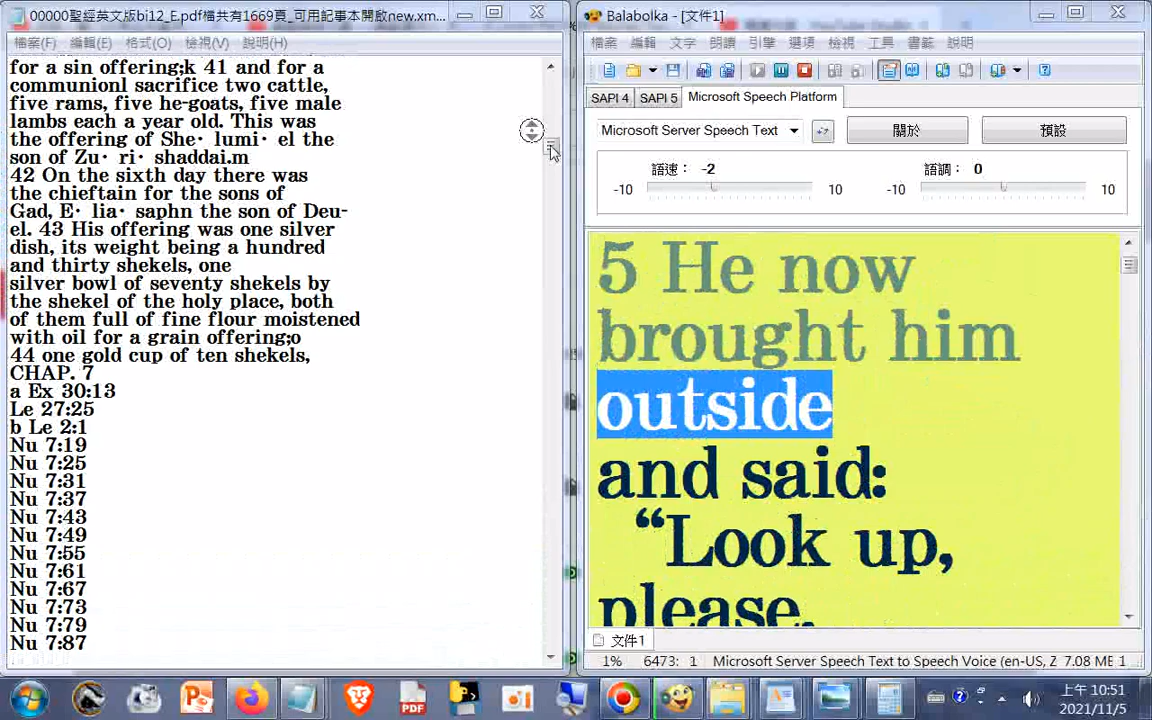 00000聖經英文版bi12_E.pdf檔共有1669頁_可用記事本開啟new.xm...
檔案(F) 編輯(E) 格式(O) 檢視(V) 說明(H)
for a sin offering;k 41 and for a
communionl sacrifice two cattle,
five rams, five he-goats, five male
lambs each a year old. This was
the offering of She· lumi· el the
son of Zu· ri· shaddai.m
42 On the sixth day there was
the chieftain for the sons of
Gad, E· lia· saphn the son of Deu-
el. 43 His offering was one silver
dish, its weight being a hundred
and thirty shekels, one
silver bowl of seventy shekels by
the shekel of the holy place, both
of them full of fine flour moistened
with oil for a grain offering;o
44 one gold cup of ten shekels,
CHAP. 7
a Ex 30:13
Le 27:25
b Le 2:1
Nu 7:19
Nu 7:25
Nu 7:31
Nu 7:37
Nu 7:43
Nu 7:49
Nu 7:55
Nu 7:61
Nu 7:67
Nu 7:73
Nu 7:79
Nu 7:87
Balabolka - [文件1]
檔案 編輯 文字 朗讀 引擎 選項 檢視 工具 書籤 說明
SAPI 4 SAPI 5 Microsoft Speech Platform
Microsoft Server Speech Text 關於 預設
語速: -2 語調: 0
-10 10 -10 10
5 He now
brought him
outside
and said:
“Look up,
please.
文件1
1% 6473: 1 Microsoft Server Speech Text to Speech Voice (en-US, Z 7.08 ME 1
上午 10:51
2021/11/5